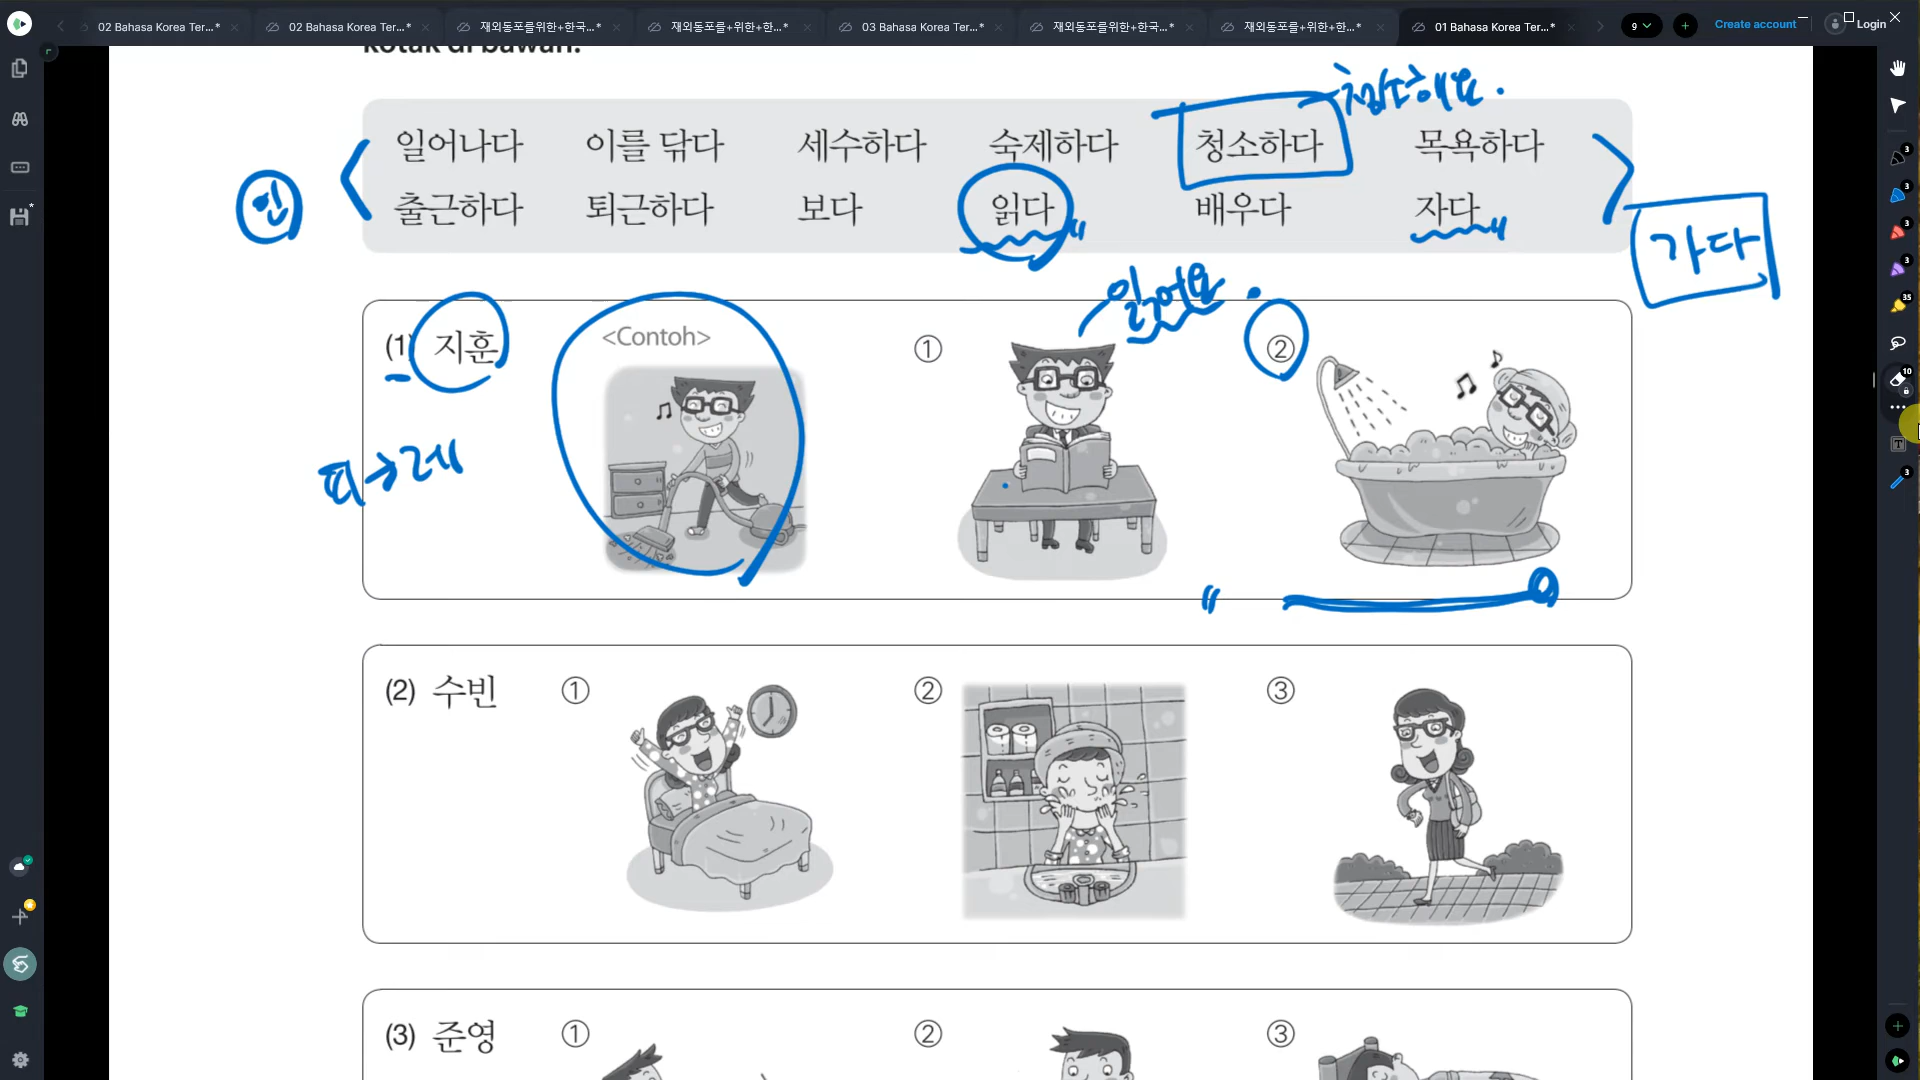 02 Bahasa Korea Ter...* 02 Bahasa Korea Ter...* 재외동포를위한+한국...* 재외동포를+위한+한...* 03 Bahasa Korea Ter...* 재외동포를위한+한국...* 재외동포를+위한+한...* 01 Bahasa Korea Ter...* 9 Create account Login
kotak di bawah.
청소해요.
일어나다 이를 닦다 세수하다 숙제하다 청소하다 목욕하다
인 출근하다 퇴근하다 보다 읽다 배우다 자다
가다
읽어요.
(1) 지훈 <Contoh> ① ②
(2) 수빈 ① ② ③
(3) 준영 ① ② ③